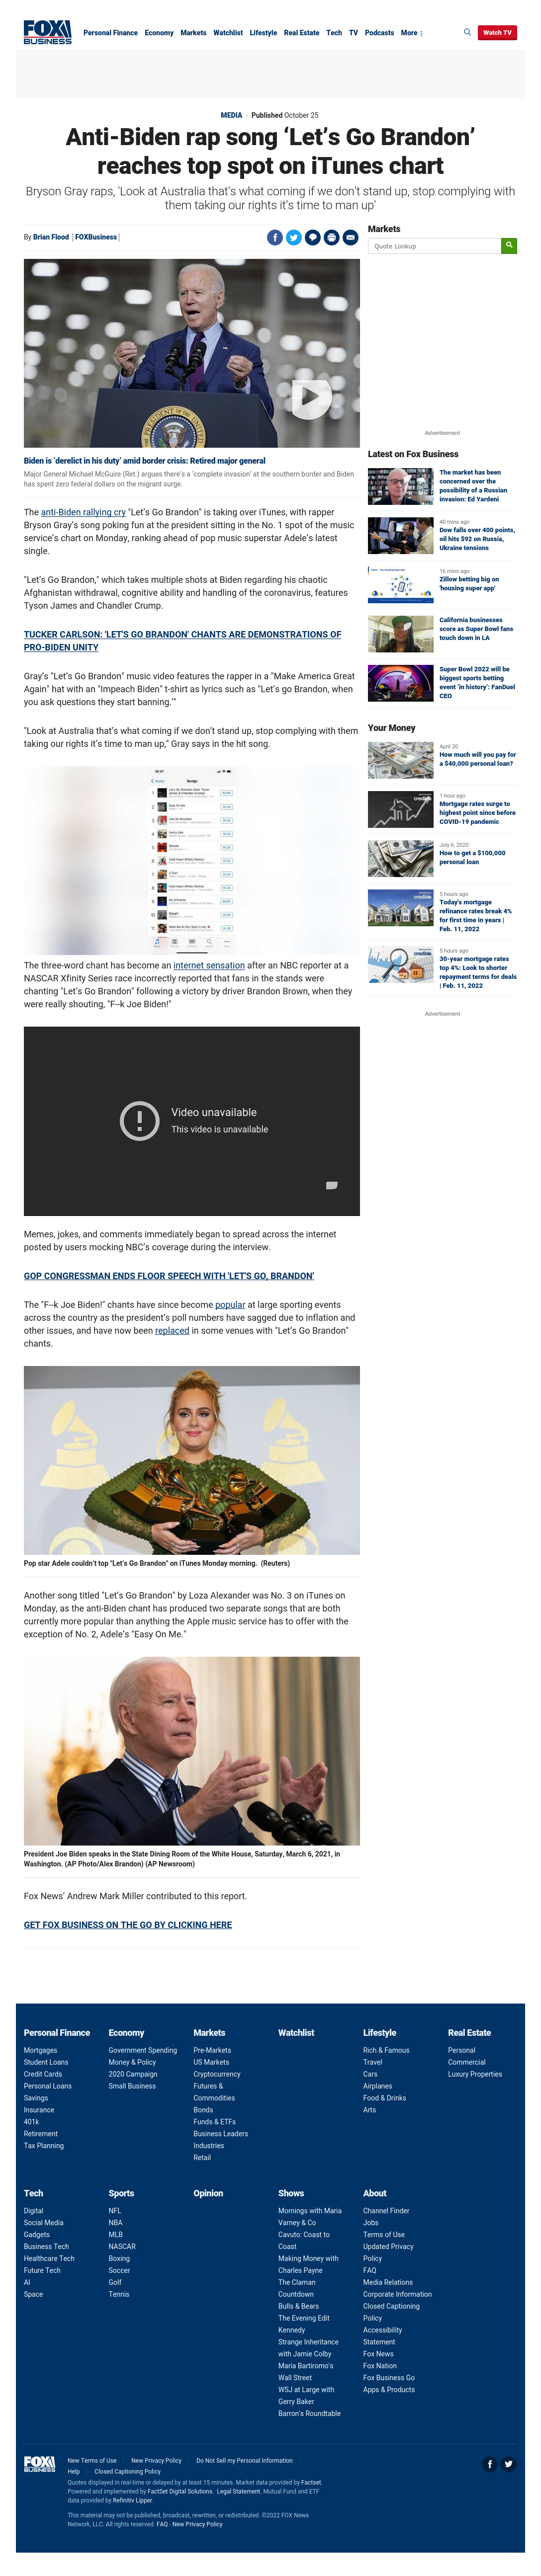 FOX BUSINESS
Personal Finance Economy Markets Watchlist Lifestyle Real Estate Tech TV Podcasts More
Watch TV
MEDIA · Published October 25
Anti-Biden rap song ‘Let’s Go Brandon’
reaches top spot on iTunes chart
Bryson Gray raps, 'Look at Australia that's what coming if we don’t stand up, stop complying with
them taking our rights it's time to man up'
By Brian Flood | FOXBusiness |
Biden is ‘derelict in his duty’ amid border crisis: Retired major general
Major General Michael McGuire (Ret.) argues there’s a ‘complete invasion’ at the southern border and Biden
has spent zero federal dollars on the migrant surge.
The anti-Biden rallying cry "Let’s Go Brandon" is taking over iTunes, with rapper
Bryson Gray’s song poking fun at the president sitting in the No. 1 spot of the music
service’s chart on Monday, ranking ahead of pop music superstar Adele’s latest
single.
"Let’s Go Brandon," which takes multiple shots at Biden regarding his chaotic
Afghanistan withdrawal, cognitive ability and handling of the coronavirus, features
Tyson James and Chandler Crump.
TUCKER CARLSON: 'LET'S GO BRANDON' CHANTS ARE DEMONSTRATIONS OF
PRO-BIDEN UNITY
Gray’s "Let’s Go Brandon" music video features the rapper in a "Make America Great
Again" hat with an "Impeach Biden" t-shirt as lyrics such as "Let’s go Brandon, when
you ask questions they start banning.’"
"Look at Australia that’s what coming if we don’t stand up, stop complying with them
taking our rights it’s time to man up," Gray says in the hit song.
10:37
Music
Songs
The three-word chant has become an internet sensation after an NBC reporter at a
NASCAR Xfinity Series race incorrectly reported that fans in the stands were
chanting "Let’s Go Brandon" following a victory by driver Brandon Brown, when they
were really shouting, "F--k Joe Biden!"
Video unavailable
This video is unavailable
Memes, jokes, and comments immediately began to spread across the internet
posted by users mocking NBC’s coverage during the interview.
GOP CONGRESSMAN ENDS FLOOR SPEECH WITH 'LET'S GO, BRANDON'
The "F--k Joe Biden!" chants have since become popular at large sporting events
across the country as the president’s poll numbers have sagged due to inflation and
other issues, and have now been replaced in some venues with "Let’s Go Brandon"
chants.
Pop star Adele couldn’t top "Let’s Go Brandon" on iTunes Monday morning. (Reuters)
Another song titled "Let’s Go Brandon" by Loza Alexander was No. 3 on iTunes on
Monday, as the anti-Biden chant has produced two separate songs that are both
currently more popular than anything the Apple music service has to offer with the
exception of No. 2, Adele’s "Easy On Me."
President Joe Biden speaks in the State Dining Room of the White House, Saturday, March 6, 2021, in
Washington. (AP Photo/Alex Brandon) (AP Newsroom)
Fox News’ Andrew Mark Miller contributed to this report.
GET FOX BUSINESS ON THE GO BY CLICKING HERE
Markets
Quote Lookup
Advertisement
Latest on Fox Business
The market has been
concerned over the
possibility of a Russian
invasion: Ed Yardeni
40 mins ago
Dow falls over 400 points,
oil hits $92 on Russia,
Ukraine tensions
16 mins ago
Zillow betting big on
'housing super app'
California businesses
score as Super Bowl fans
touch down in LA
Super Bowl 2022 will be
biggest sports betting
event 'in history': FanDuel
CEO
Your Money
April 20
How much will you pay for
a $40,000 personal loan?
credible
1 hour ago
Mortgage rates surge to
highest point since before
COVID-19 pandemic
July 6, 2020
How to get a $100,000
personal loan
credible
5 hours ago
Today's mortgage
refinance rates break 4%
for first time in years |
Feb. 11, 2022
credible
5 hours ago
30-year mortgage rates
top 4%: Look to shorter
repayment terms for deals
| Feb. 11, 2022
Advertisement
Personal Finance
Mortgages
Student Loans
Credit Cards
Personal Loans
Savings
Insurance
401k
Retirement
Tax Planning
Economy
Government Spending
Money & Policy
2020 Campaign
Small Business
Markets
Pre-Markets
US Markets
Cryptocurrency
Futures &
Commodities
Bonds
Funds & ETFs
Business Leaders
Industries
Retail
Watchlist
Lifestyle
Rich & Famous
Travel
Cars
Airplanes
Food & Drinks
Arts
Real Estate
Personal
Commercial
Luxury Properties
Tech
Digital
Social Media
Gadgets
Business Tech
Healthcare Tech
Future Tech
AI
Space
Sports
NFL
NBA
MLB
NASCAR
Boxing
Soccer
Golf
Tennis
Opinion
Shows
Mornings with Maria
Varney & Co
Cavuto: Coast to
Coast
Making Money with
Charles Payne
The Claman
Countdown
Bulls & Bears
The Evening Edit
Kennedy
Strange Inheritance
with Jamie Colby
Maria Bartiromo's
Wall Street
WSJ at Large with
Gerry Baker
Barron's Roundtable
About
Channel Finder
Jobs
Terms of Use
Updated Privacy
Policy
FAQ
Media Relations
Corporate Information
Closed Captioning
Policy
Accessibility
Statement
Fox News
Fox Nation
Fox Business Go
Apps & Products
FOX BUSINESS
New Terms of Use New Privacy Policy Do Not Sell my Personal Information
Help Closed Captioning Policy
Quotes displayed in real-time or delayed by at least 15 minutes. Market data provided by Factset.
Powered and implemented by FactSet Digital Solutions. Legal Statement. Mutual Fund and ETF
data provided by Refinitiv Lipper.
This material may not be published, broadcast, rewritten, or redistributed. ©2022 FOX News
Network, LLC. All rights reserved. FAQ - New Privacy Policy